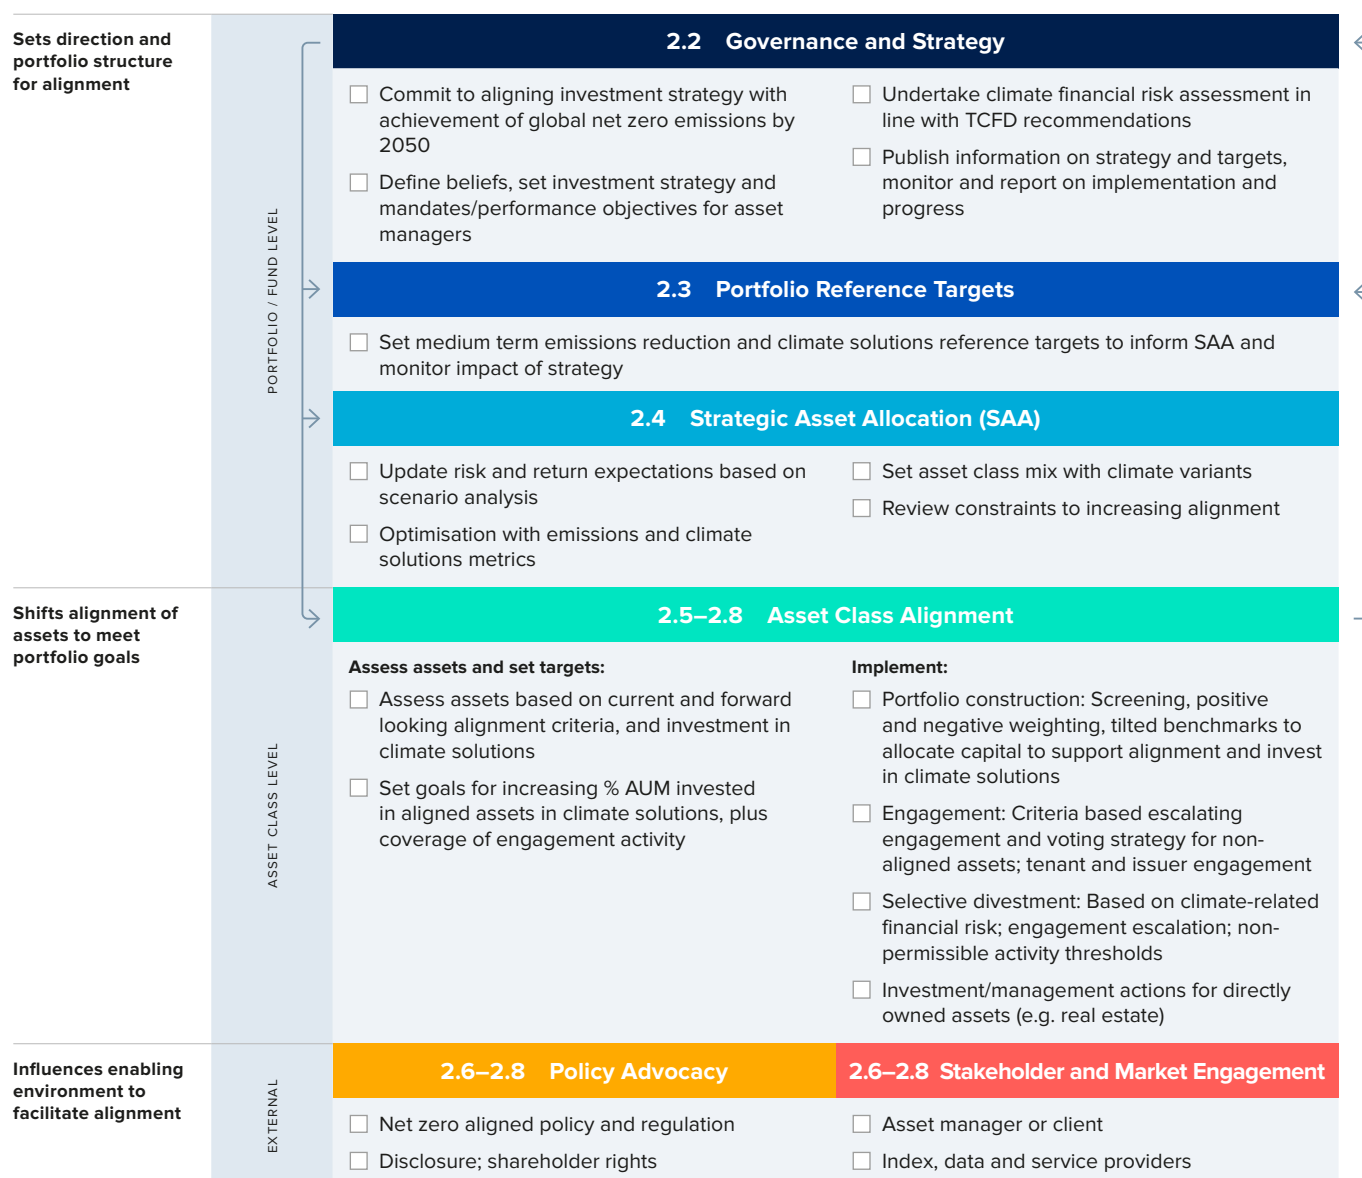 Sets direction and
portfolio structure
for alignment
PORTFOLIO / FUND LEVEL
2.2 Governance and Strategy
Commit to aligning investment strategy with
achievement of global net zero emissions by
2050
Define beliefs, set investment strategy and
mandates/performance objectives for asset
managers
Undertake climate financial risk assessment in
line with TCFD recommendations
Publish information on strategy and targets,
monitor and report on implementation and
progress
2.3 Portfolio Reference Targets
Set medium term emissions reduction and climate solutions reference targets to inform SAA and
monitor impact of strategy
2.4 Strategic Asset Allocation (SAA)
Update risk and return expectations based on
scenario analysis
Optimisation with emissions and climate
solutions metrics
Set asset class mix with climate variants
Review constraints to increasing alignment
Shifts alignment of
assets to meet
portfolio goals
ASSET CLASS LEVEL
2.5–2.8 Asset Class Alignment
Assess assets and set targets:
Assess assets based on current and forward
looking alignment criteria, and investment in
climate solutions
Set goals for increasing % AUM invested
in aligned assets in climate solutions, plus
coverage of engagement activity
Implement:
Portfolio construction: Screening, positive
and negative weighting, tilted benchmarks to
allocate capital to support alignment and invest
in climate solutions
Engagement: Criteria based escalating
engagement and voting strategy for non-
aligned assets; tenant and issuer engagement
Selective divestment: Based on climate-related
financial risk; engagement escalation; non-
permissible activity thresholds
Investment/management actions for directly
owned assets (e.g. real estate)
Influences enabling
environment to
facilitate alignment
EXTERNAL
2.6–2.8 Policy Advocacy
Net zero aligned policy and regulation
Disclosure; shareholder rights
2.6–2.8 Stakeholder and Market Engagement
Asset manager or client
Index, data and service providers